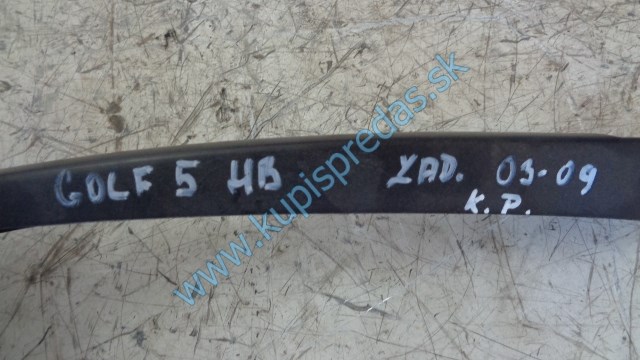 GOLF 5 HB ZAD. 03-09
K.P.
www.kupispredas.sk